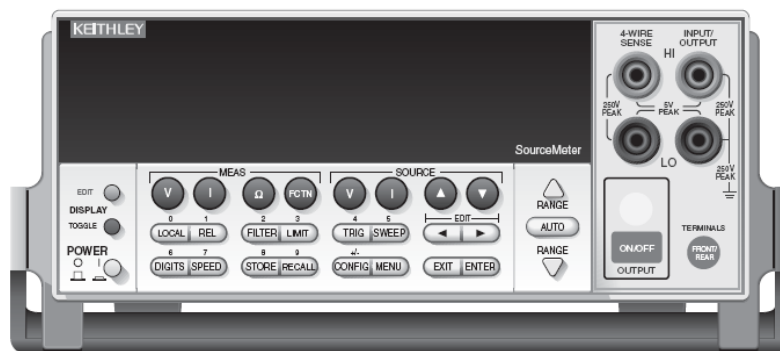 KEITHLEY
SourceMeter
4-WIRE SENSE
INPUT/ OUTPUT
HI
250V PEAK
5V PEAK
250V PEAK
LO
250V PEAK
MEAS
SOURCE
V
I
Ω
FCTN
V
I
▲
▼
EDIT
DISPLAY
TOGGLE
POWER
O
I
0
1
2
3
4
5
EDIT
LOCAL
REL
FILTER
LIMIT
TRIG
SWEEP
◀
▶
6
7
8
9
+/-
DIGITS
SPEED
STORE
RECALL
CONFIG
MENU
EXIT
ENTER
RANGE
AUTO
RANGE
ON/OFF
OUTPUT
TERMINALS
FRONT/ REAR